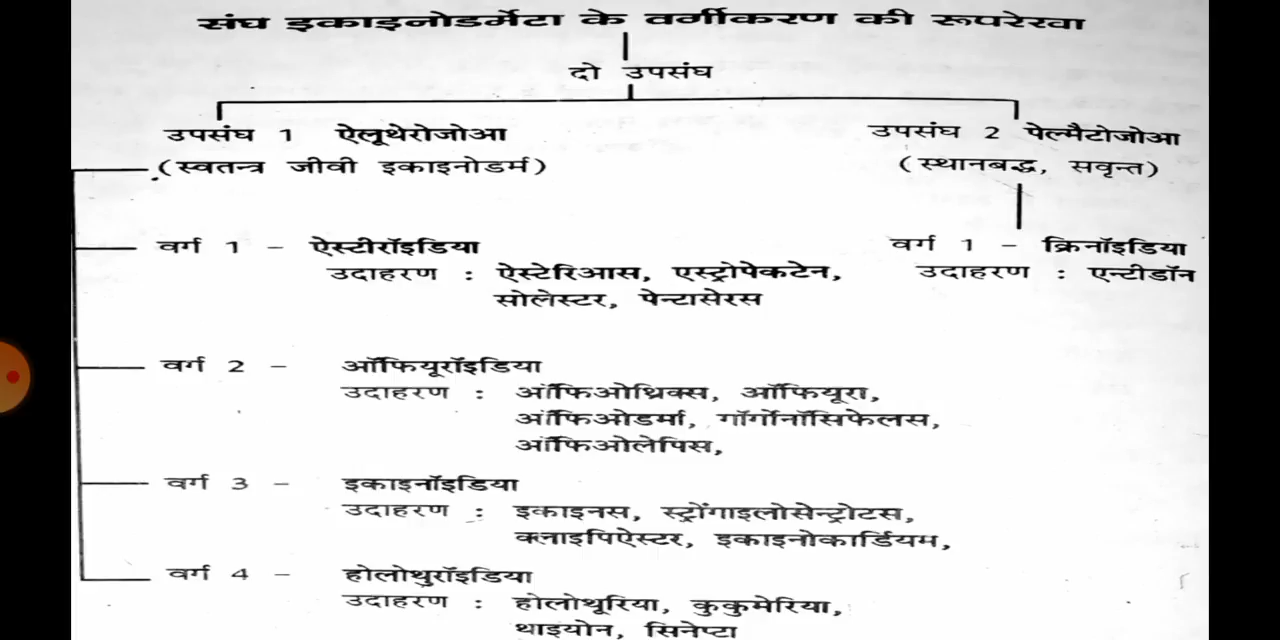 संघ इकाइनोडर्मेटा के वर्गीकरण की रूपरेखा
दो उपसंघ
उपसंघ 1 ऐलूथेरोजोआ
(स्वतन्त्र जीवी इकाइनोडर्म)
उपसंघ 2 पेल्मैटोजोआ
(स्थानबद्ध, सवृन्त)
वर्ग 1 - ऐस्टीरॉइडिया
उदाहरण : ऐस्टेरिआस, एस्ट्रोपेकटेन,
सोलेस्टर, पेन्टासेरस
वर्ग 1 - क्रिनॉइडिया
उदाहरण : एन्टीडॉन
वर्ग 2 - ऑफियूरॉइडिया
उदाहरण : ऑफिओथ्रिक्स, ऑफियूरा,
ऑफिओडर्मा, गॉर्गोनॉसिफेलस,
ऑफिओलेपिस,
वर्ग 3 - इकाइनॉइडिया
उदाहरण : इकाइनस, स्ट्रोंगाइलोसेन्ट्रोटस,
क्लाइपिऐस्टर, इकाइनोकार्डियम,
वर्ग 4 - होलोथुरॉइडिया
उदाहरण : होलोथूरिया, कुकुमेरिया,
थाइयोन, सिनेप्टा